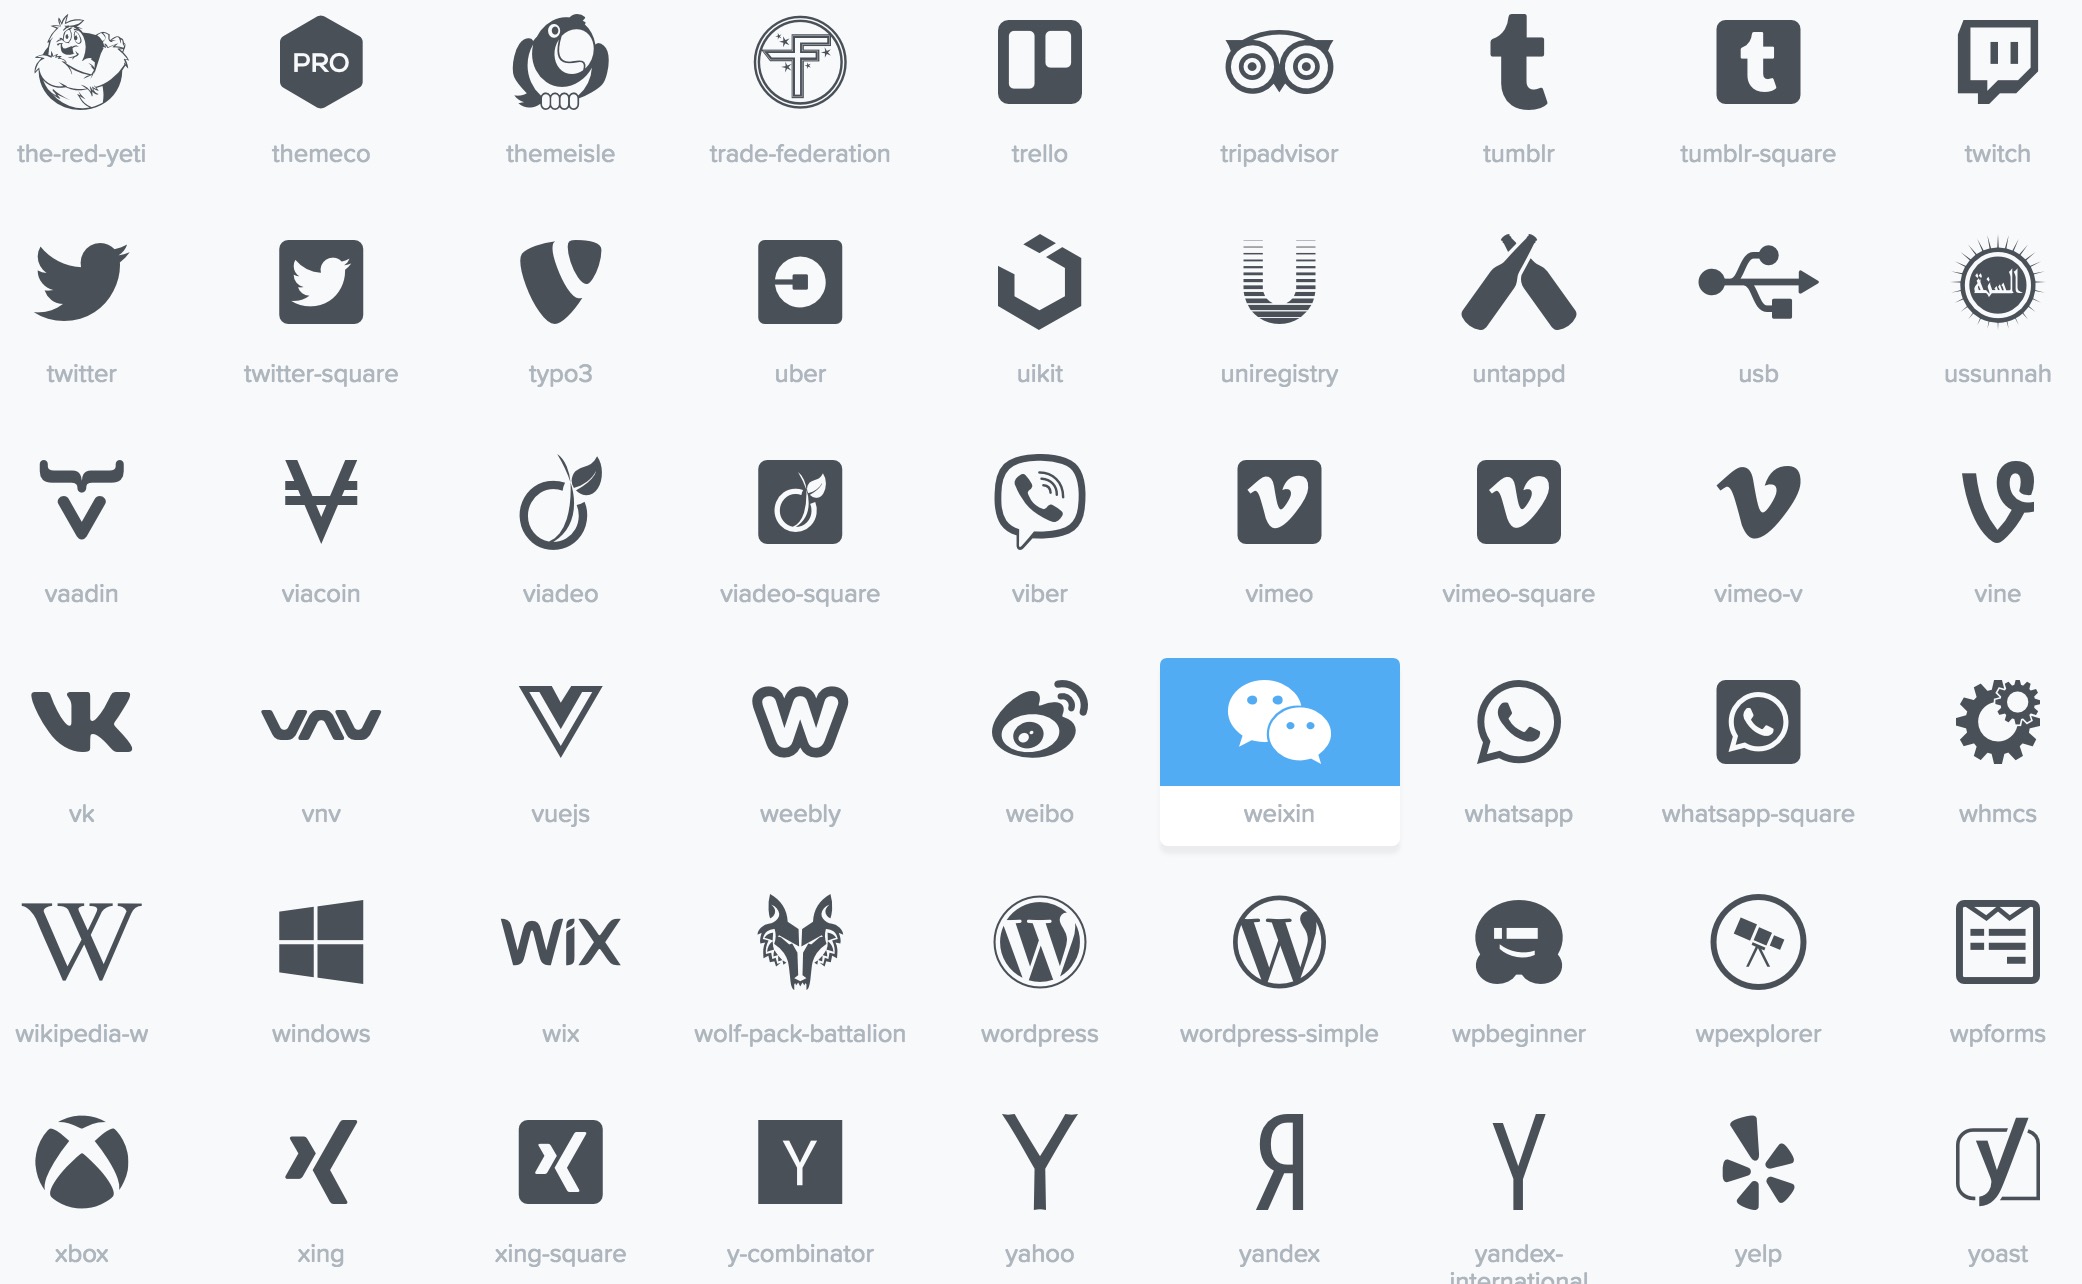 PRO
the-red-yeti themeco themeisle trade-federation trello tripadvisor tumblr tumblr-square twitch
السنة
twitter twitter-square typo3 uber uikit uniregistry untappd usb ussunnah
vaadin viacoin viadeo viadeo-square viber vimeo vimeo-square vimeo-v vine
vk vnv vuejs weebly weibo weixin whatsapp whatsapp-square whmcs
W WiX W W
wikipedia-w windows wix wolf-pack-battalion wordpress wordpress-simple wpbeginner wpexplorer wpforms
Y Y Я Y y
xbox xing xing-square y-combinator yahoo yandex yandex- yelp yoast
international